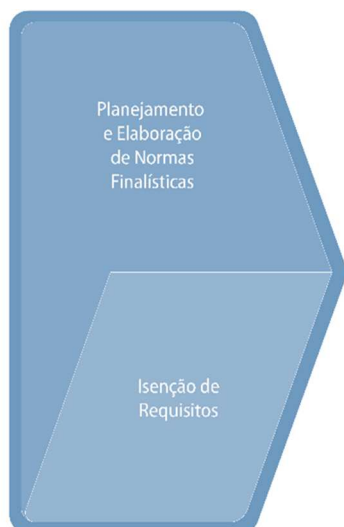 Planejamento
e Elaboração
de Normas
Finalísticas
Isenção de
Requisitos